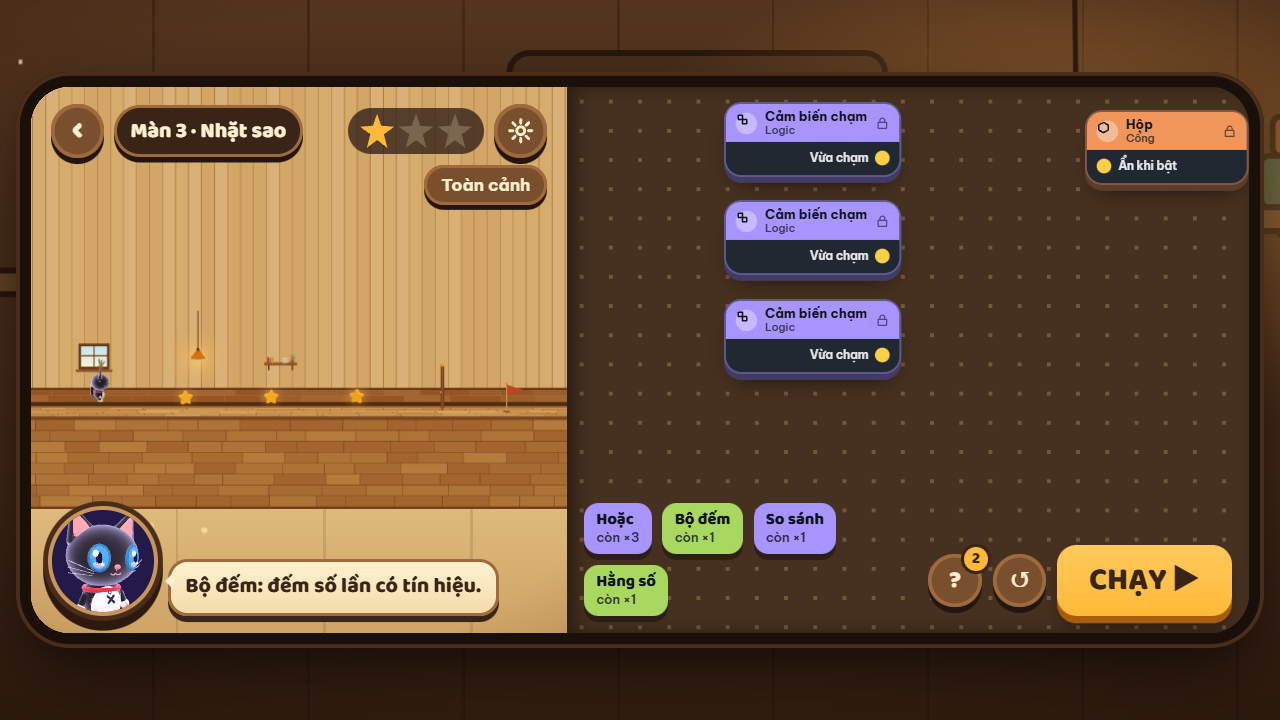 Màn 3 • Nhặt sao
Toàn cảnh
Bộ đếm: đếm số lần có tín hiệu.
Cảm biến chạm
Logic
Vừa chạm
Cảm biến chạm
Logic
Vừa chạm
Cảm biến chạm
Logic
Vừa chạm
Hộp
Cổng
Ẩn khi bật
Hoặc
còn ×3
Bộ đếm
còn ×1
So sánh
còn ×1
Hằng số
còn ×1
?
2
CHẠY